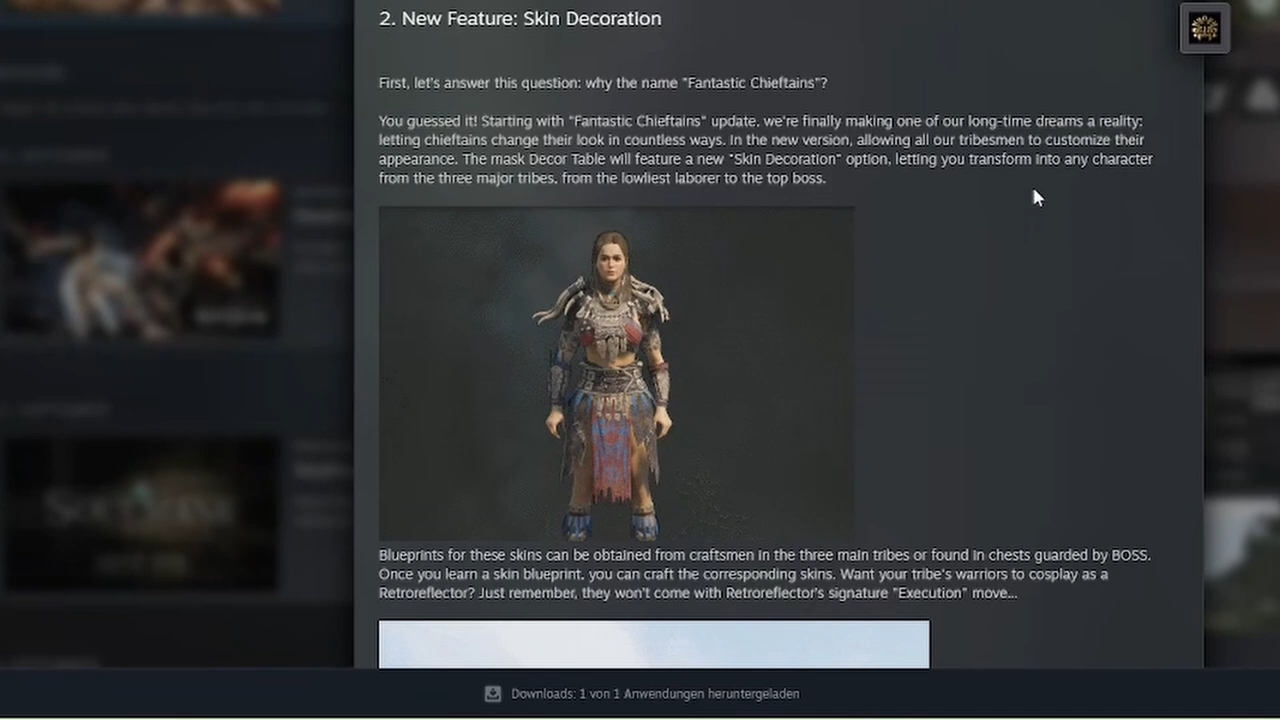 2. New Feature: Skin Decoration
First, let's answer this question: why the name "Fantastic Chieftains"?
You guessed it! Starting with "Fantastic Chieftains" update, we're finally making one of our long-time dreams a reality:
letting chieftains change their look in countless ways. In the new version, allowing all our tribesmen to customize their
appearance. The mask Decor Table will feature a new "Skin Decoration" option, letting you transform into any character
from the three major tribes, from the lowliest laborer to the top boss.
Blueprints for these skins can be obtained from craftsmen in the three main tribes or found in chests guarded by BOSS.
Once you learn a skin blueprint, you can craft the corresponding skins. Want your tribe's warriors to cosplay as a
Retroreflector? Just remember, they won't come with Retroreflector's signature "Execution" move...
Downloads: 1 von 1 Anwendungen heruntergeladen